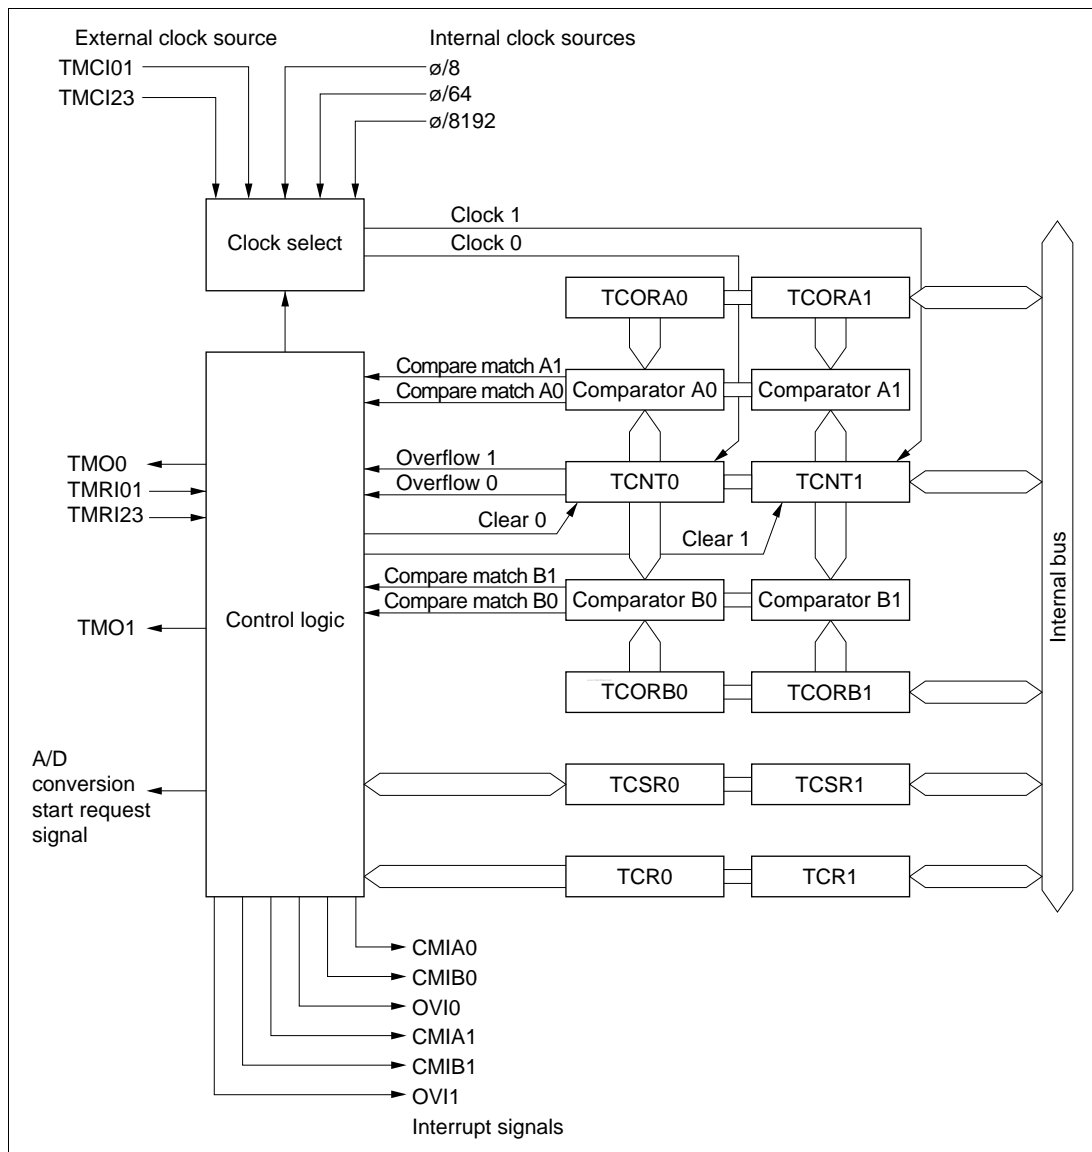 External clock source
Internal clock sources
TMCI01
TMCI23
ø/8
ø/64
ø/8192
Clock select
Clock 1
Clock 0
TCORA0
TCORA1
Compare match A1
Compare match A0
Comparator A0
Comparator A1
TMO0
TMRI01
TMRI23
Overflow 1
Overflow 0
TCNT0
TCNT1
Clear 0
Clear 1
Compare match B1
Compare match B0
Comparator B0
Comparator B1
Control logic
TMO1
Internal bus
TCORB0
TCORB1
A/D
conversion
start request
signal
TCSR0
TCSR1
TCR0
TCR1
CMIA0
CMIB0
OVI0
CMIA1
CMIB1
OVI1
Interrupt signals